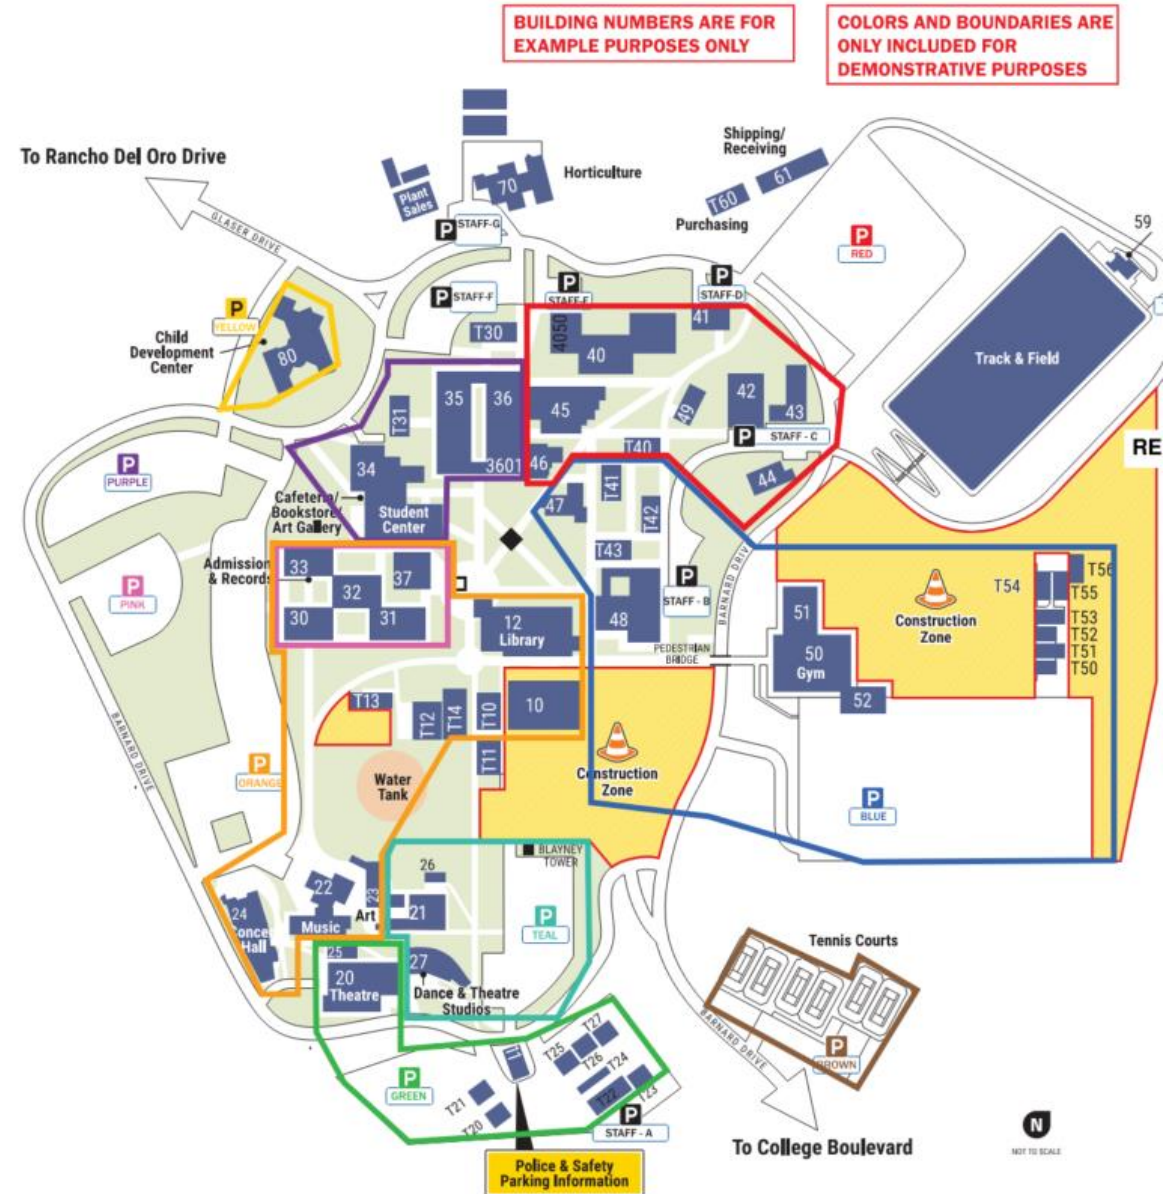 BUILDING NUMBERS ARE FOR
EXAMPLE PURPOSES ONLY
COLORS AND BOUNDARIES ARE
ONLY INCLUDED FOR
DEMONSTRATIVE PURPOSES
To Rancho Del Oro Drive
GLASER DRIVE
Plant
Sales
70
Horticulture
Shipping/
Receiving
61
T60
Purchasing
P
STAFF-G
P
RED
59
P
STAFF-F
P
STAFF-E
P
STAFF-D
P
YELLOW
Child
Development
Center
80
T30
4050
40
41
Track & Field
35
36
T31
45
49
42
43
P
STAFF - C
RE
34
3601
46
T40
44
P
PURPLE
Cafeteria/
Bookstore/
Art Gallery
Student
Center
47
T41
T42
T43
Admission
& Records
33
37
32
30
31
P
PINK
12
Library
48
P
STAFF - B
BARNARD DRIVE
PEDESTRIAN
BRIDGE
51
50
Gym
52
Construction
Zone
T54
T56
T55
T53
T52
T51
T50
T13
T12
T14
T10
10
T11
BARNARD DRIVE
P
ORANGE
Water
Tank
Construction
Zone
P
BLUE
BLAYNEY
TOWER
26
22
23
Art
21
24
Concert
Hall
Music
P
TEAL
25
20
Theatre
27
Dance & Theatre
Studios
Tennis Courts
P
BROWN
BARNARD DRIVE
P
GREEN
T21
T20
T25
T27
T26
T24
T22
T23
P
STAFF - A
To College Boulevard
N
NOT TO SCALE
Police & Safety
Parking Information